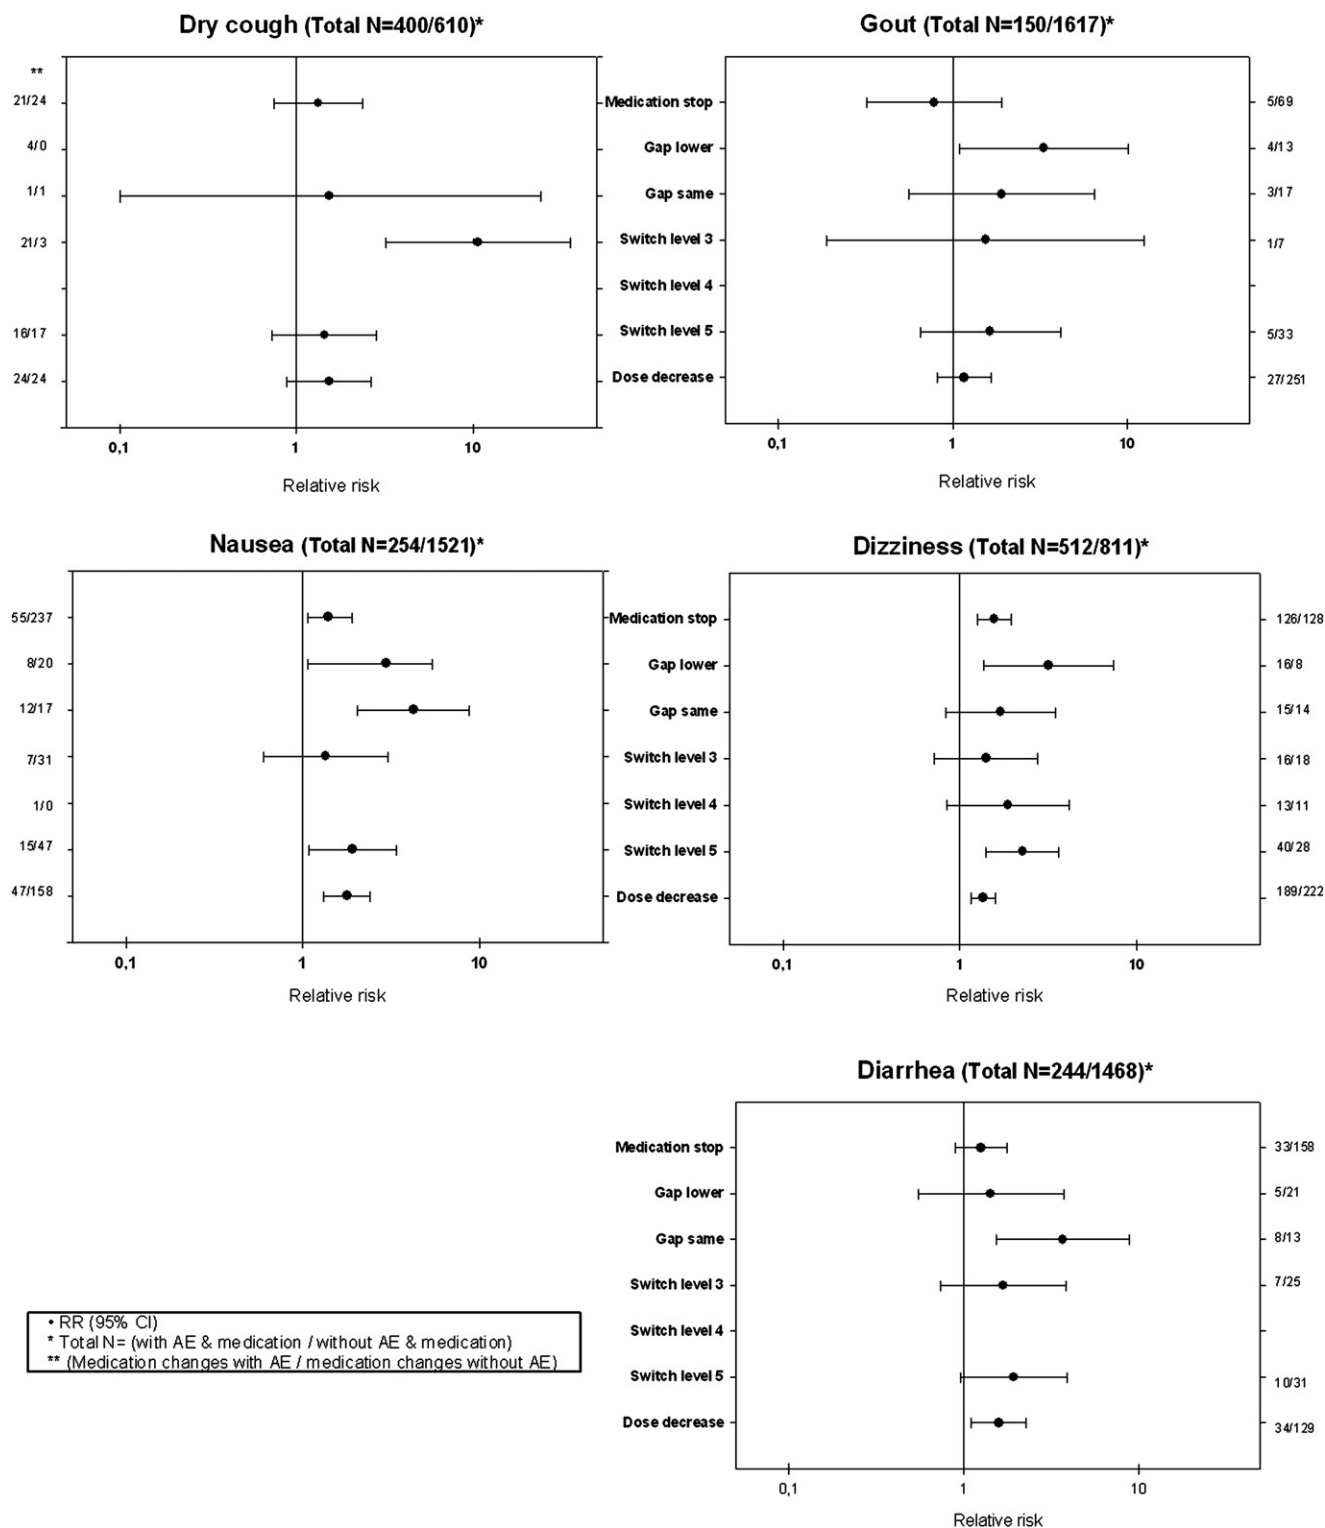 Dry cough (Total N=400/610)*
**
21/24
4/0
1/1
21/3
16/17
24/24
0,1 1 10
Relative risk
Gout (Total N=150/1617)*
Medication stop 5/69
Gap lower 4/13
Gap same 3/17
Switch level 3 1/7
Switch level 4
Switch level 5 5/33
Dose decrease 27/251
0,1 1 10
Relative risk
Nausea (Total N=254/1521)*
55/237
8/20
12/17
7/31
1/0
15/47
47/158
0,1 1 10
Relative risk
Dizziness (Total N=512/811)*
Medication stop 126/128
Gap lower 16/8
Gap same 15/14
Switch level 3 16/18
Switch level 4 13/11
Switch level 5 40/28
Dose decrease 189/222
0,1 1 10
Relative risk
Diarrhea (Total N=244/1468)*
Medication stop 33/158
Gap lower 5/21
Gap same 8/13
Switch level 3 7/25
Switch level 4
Switch level 5 10/31
Dose decrease 34/129
0,1 1 10
Relative risk
• RR (95% CI)
* Total N= (with AE & medication / without AE & medication)
** (Medication changes with AE / medication changes without AE)